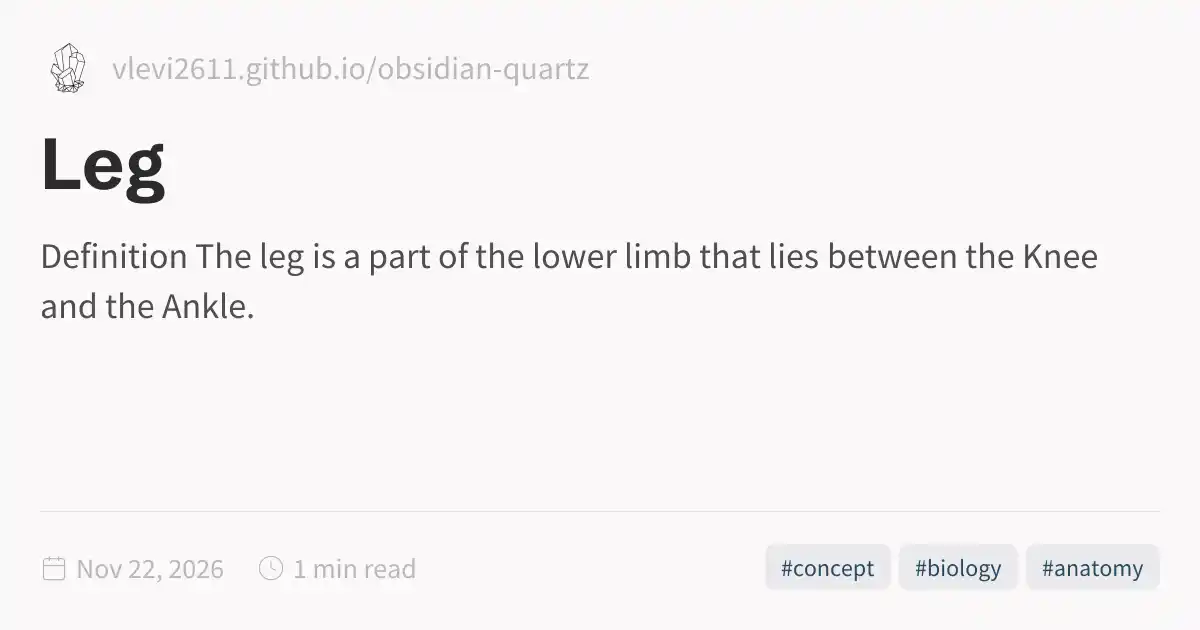 vlevi2611.github.io/obsidian-quartz
Leg
Definition The leg is a part of the lower limb that lies between the Knee
and the Ankle.
Nov 22, 2026 1 min read #concept #biology #anatomy